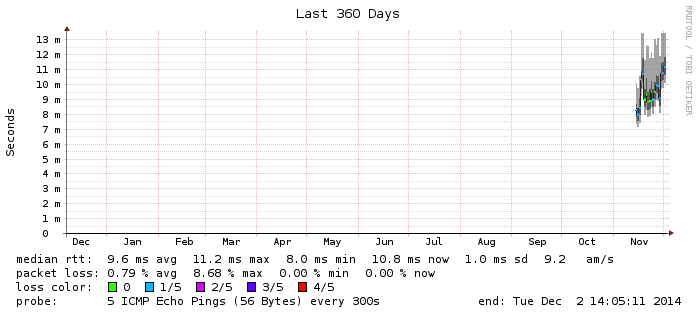 Last 360 Days
RRDTOOL / TOBI OETIKER
Seconds
13 m
12 m
11 m
10 m
9 m
8 m
7 m
6 m
5 m
4 m
3 m
2 m
1 m
0
Dec Jan Feb Mar Apr May Jun Jul Aug Sep Oct Nov
median rtt: 9.6 ms avg 11.2 ms max 8.0 ms min 10.8 ms now 1.0 ms sd 9.2 am/s
packet loss: 0.79 % avg 8.68 % max 0.00 % min 0.00 % now
loss color: 0 1/5 2/5 3/5 4/5
probe: 5 ICMP Echo Pings (56 Bytes) every 300s end: Tue Dec 2 14:05:11 2014